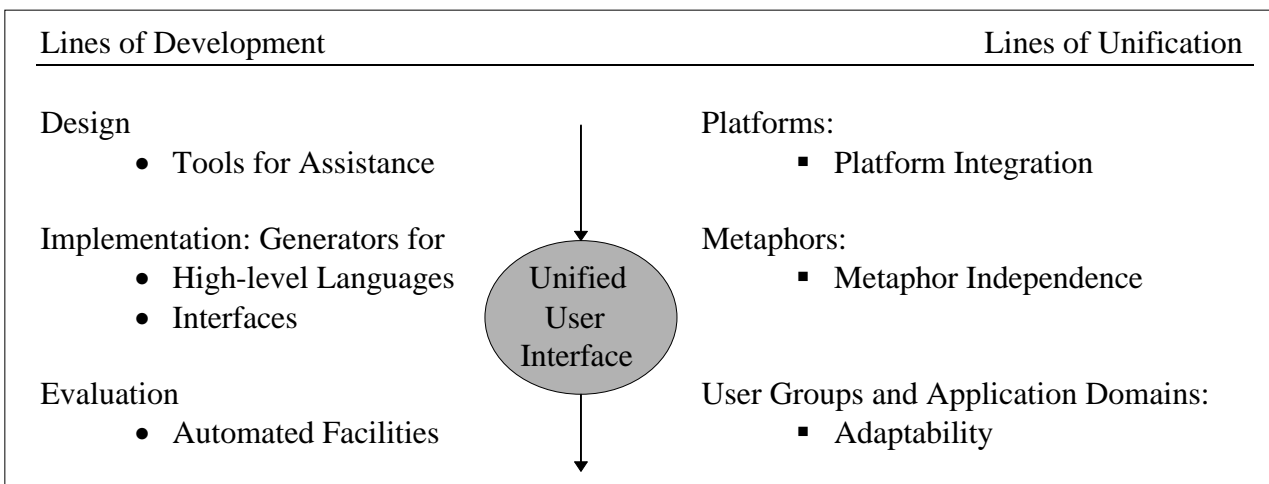 Lines of Development
Lines of Unification
Design
• Tools for Assistance
Implementation: Generators for
• High-level Languages
• Interfaces
Evaluation
• Automated Facilities
Unified
User
Interface
Platforms:
▪ Platform Integration
Metaphors:
▪ Metaphor Independence
User Groups and Application Domains:
▪ Adaptability